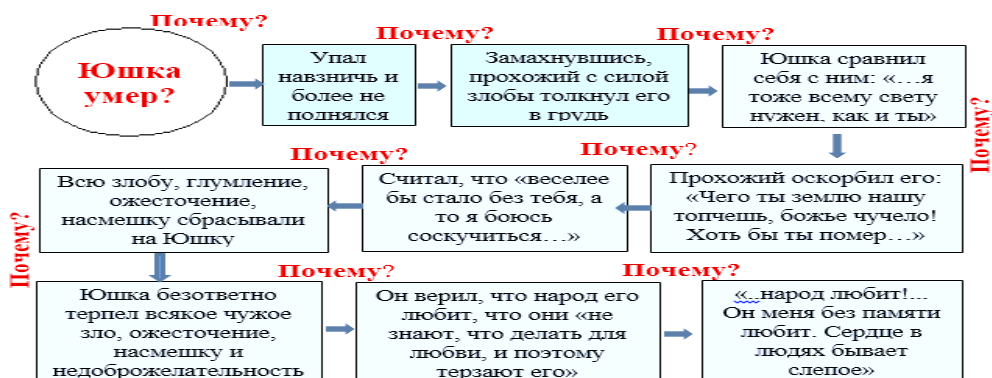 Почему?
Юшка
умер?
Упал
навзничь и
более не
поднялся
Почему?
Замахнувшись,
прохожий с силой
злобы толкнул его
в грудь
Почему?
Юшка сравнил
себя с ним: «…я
тоже всему свету
нужен, как и ты»
Почему?
Прохожий оскорбил его:
«Чего ты землю нашу
топчешь, божье чучело!
Хоть бы ты помер…»
Почему?
Считал, что «веселее
бы стало без тебя, а
то я боюсь
соскучиться…»
Почему?
Всю злобу, глумление,
ожесточение,
насмешку сбрасывали
на Юшку
Почему?
Юшка безответно
терпел всякое чужое
зло, ожесточение,
насмешку и
недоброжелательность
Почему?
Он верил, что народ его
любит, что они «не
знают, что делать для
любви, и поэтому
терзают его»
Почему?
«..народ любит!...
Он меня без памяти
любит. Сердце в
людях бывает
слепое»